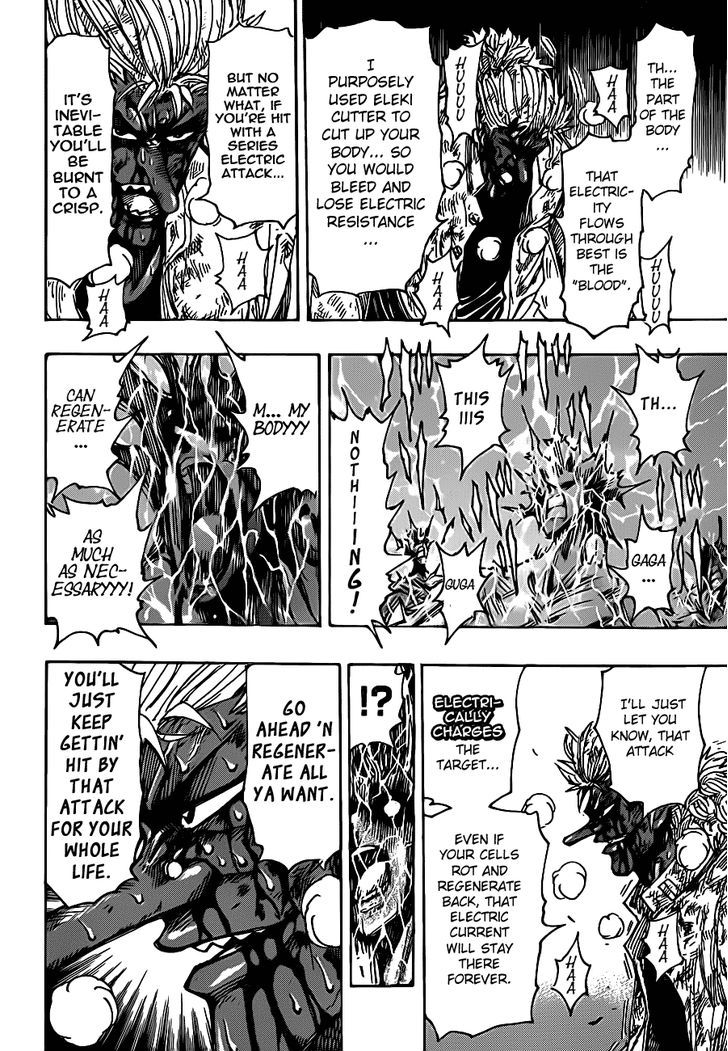 TH...
THE PART
OF THE
BODY ...
HUUUU
HAA
THAT
ELECTRIC-
ITY
FLOWS
THROUGH
BEST IS
THE
"BLOOD".
HUUUU
HAA
I
PURPOSELY
USED ELEKI
CUTTER TO
CUT UP YOUR
BODY... SO
YOU WOULD
BLEED AND
LOSE ELECTRIC
RESISTANCE
...
BUT NO
MATTER
WHAT, IF
YOU'RE HIT
WITH A
SERIES
ELECTRIC
ATTACK...
HAA
IT'S
INEVI-
TABLE
YOU'LL
BE
BURNT
TO A
CRISP.
HAA
TH...
GAGA
...
THIS
IIIS
GUGA
NOTHIIING!
M... MY
BODYYY
CAN
REGEN-
ERATE
...
AS
MUCH
AS NEC-
ESSARYYY!
I'LL JUST
LET YOU
KNOW, THAT
ATTACK
HAA
ELECTRI-
CALLY
CHARGES
THE
TARGET...
EVEN IF
YOUR CELLS
ROT AND
REGENERATE
BACK, THAT
ELECTRIC
CURRENT
WILL STAY
THERE
FOREVER.
HAA
!?
GO
AHEAD 'N
REGENER-
ATE ALL
YA WANT.
YOU'LL
JUST
KEEP
GETTIN'
HIT BY
THAT
ATTACK
FOR YOUR
WHOLE
LIFE.